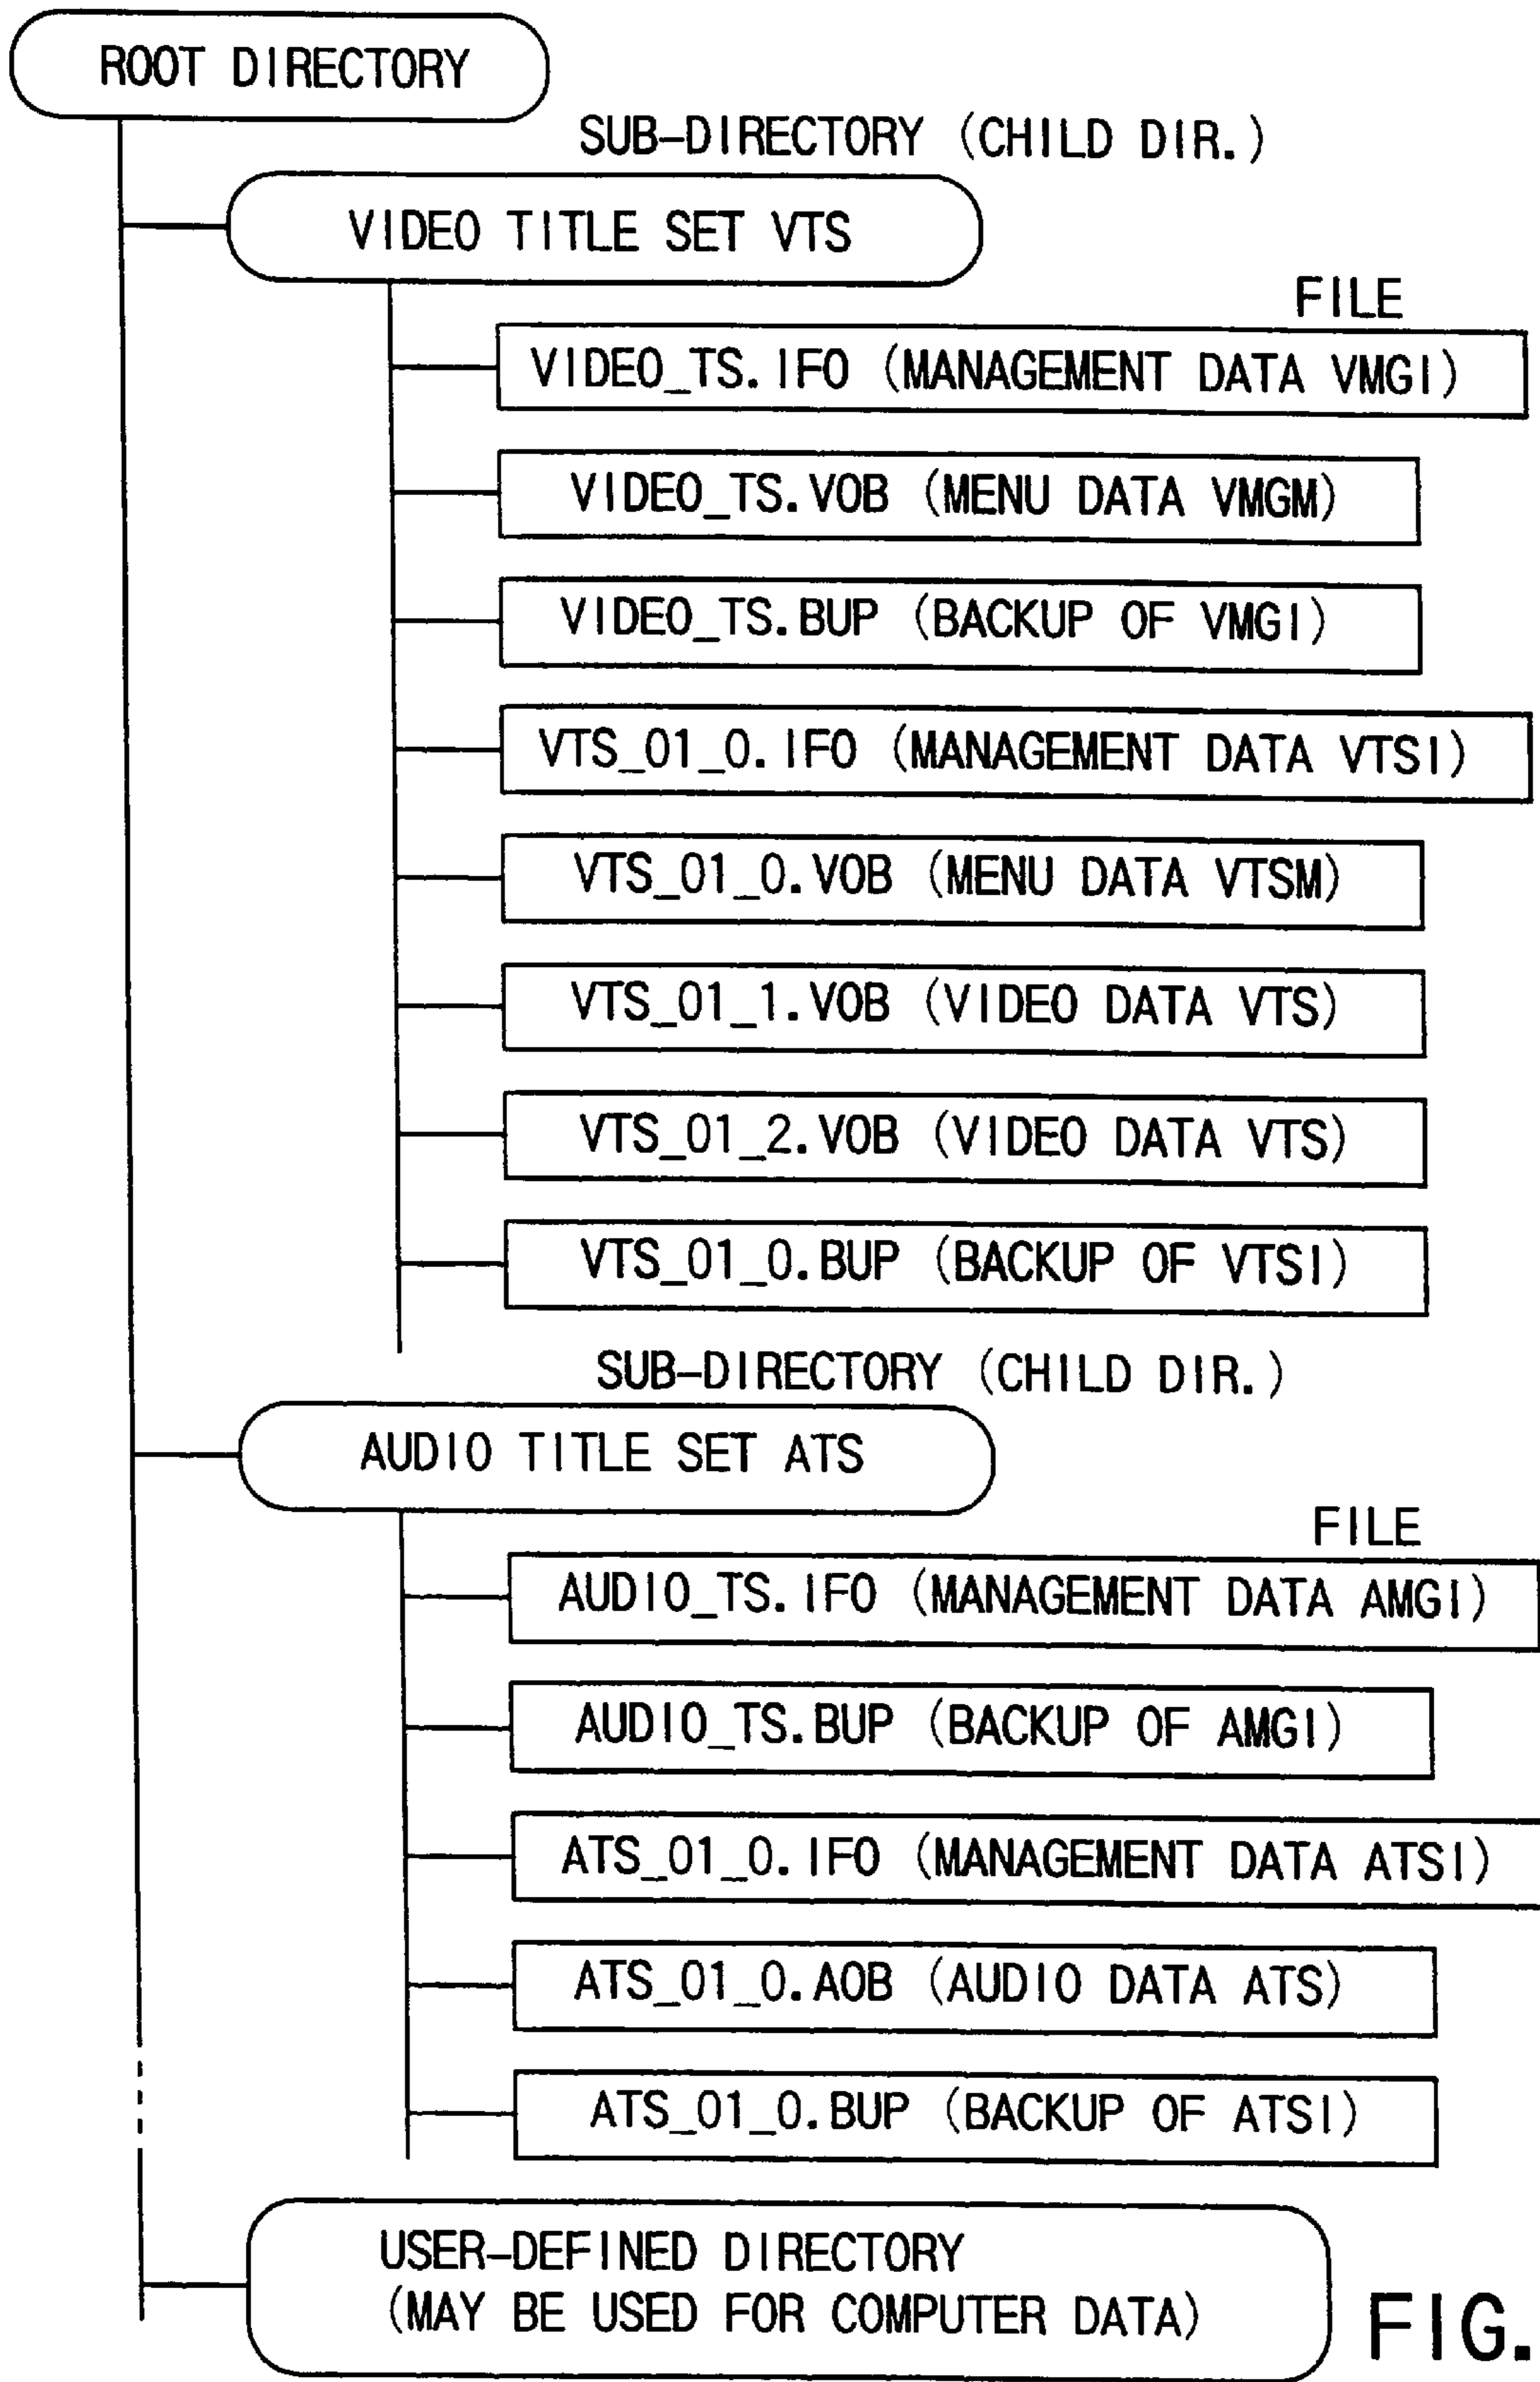 ROOT DIRECTORY
SUB-DIRECTORY (CHILD DIR.)
VIDEO TITLE SET VTS
FILE
VIDEO_TS.IFO (MANAGEMENT DATA VMGI)
VIDEO_TS.VOB (MENU DATA VMGM)
VIDEO_TS.BUP (BACKUP OF VMGI)
VTS_01_0.IFO (MANAGEMENT DATA VTSI)
VTS_01_0.VOB (MENU DATA VTSM)
VTS_01_1.VOB (VIDEO DATA VTS)
VTS_01_2.VOB (VIDEO DATA VTS)
VTS_01_0.BUP (BACKUP OF VTSI)
SUB-DIRECTORY (CHILD DIR.)
AUDIO TITLE SET ATS
FILE
AUDIO_TS.IFO (MANAGEMENT DATA AMGI)
AUDIO_TS.BUP (BACKUP OF AMGI)
ATS_01_0.IFO (MANAGEMENT DATA ATSI)
ATS_01_0.AOB (AUDIO DATA ATS)
ATS_01_0.BUP (BACKUP OF ATSI)
USER-DEFINED DIRECTORY
(MAY BE USED FOR COMPUTER DATA)
FIG.